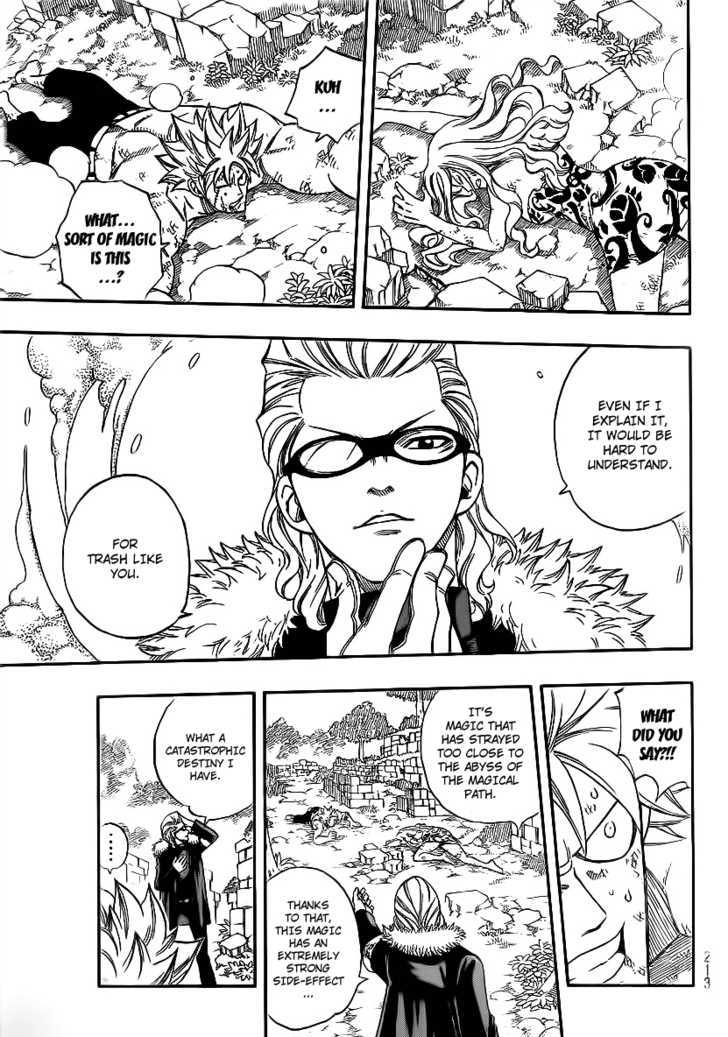 KUH
...
WHAT...
SORT OF MAGIC
IS THIS
...?
EVEN IF I
EXPLAIN IT,
IT WOULD BE
HARD TO
UNDERSTAND.
FOR
TRASH LIKE
YOU.
WHAT
DID YOU
SAY?!!
IT'S
MAGIC THAT
HAS STRAYED
TOO CLOSE TO
THE ABYSS OF
THE MAGICAL
PATH.
THANKS
TO THAT,
THIS MAGIC
HAS AN
EXTREMELY
STRONG
SIDE-EFFECT
...
WHAT A
CATASTROPHIC
DESTINY I
HAVE.
.....
213